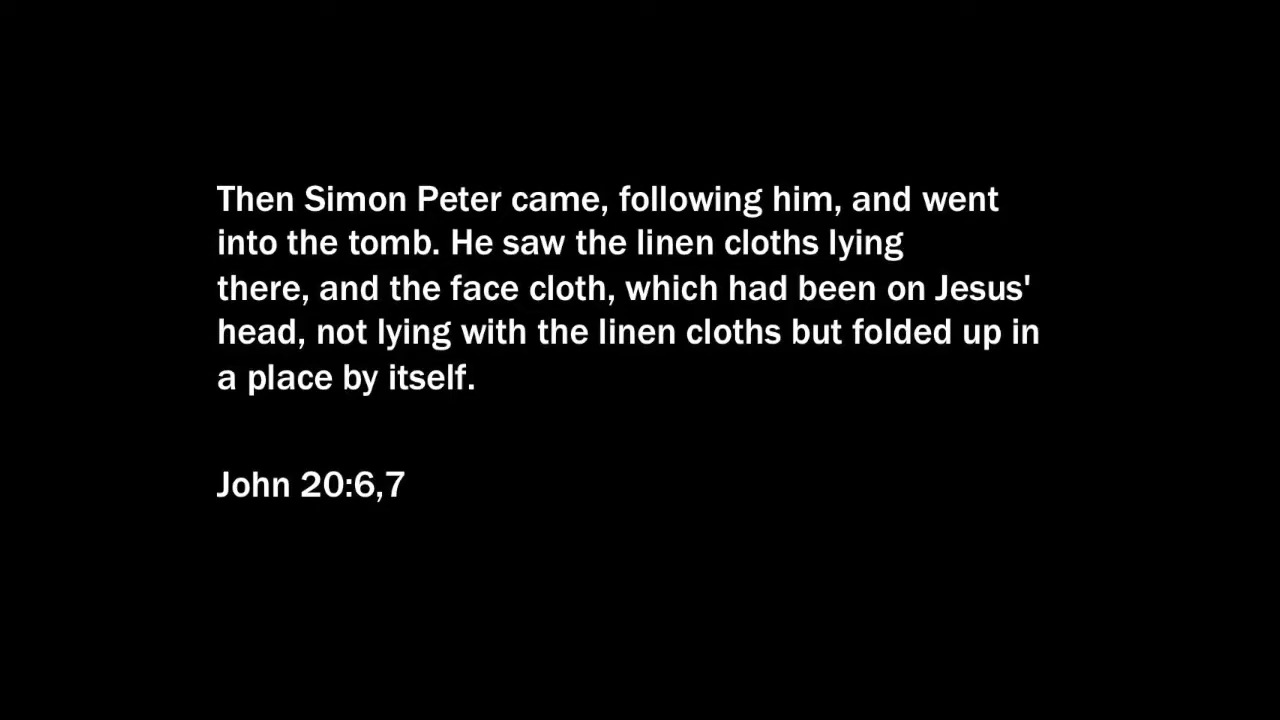 Then Simon Peter came, following him, and went
into the tomb. He saw the linen cloths lying
there, and the face cloth, which had been on Jesus'
head, not lying with the linen cloths but folded up in
a place by itself.
John 20:6,7